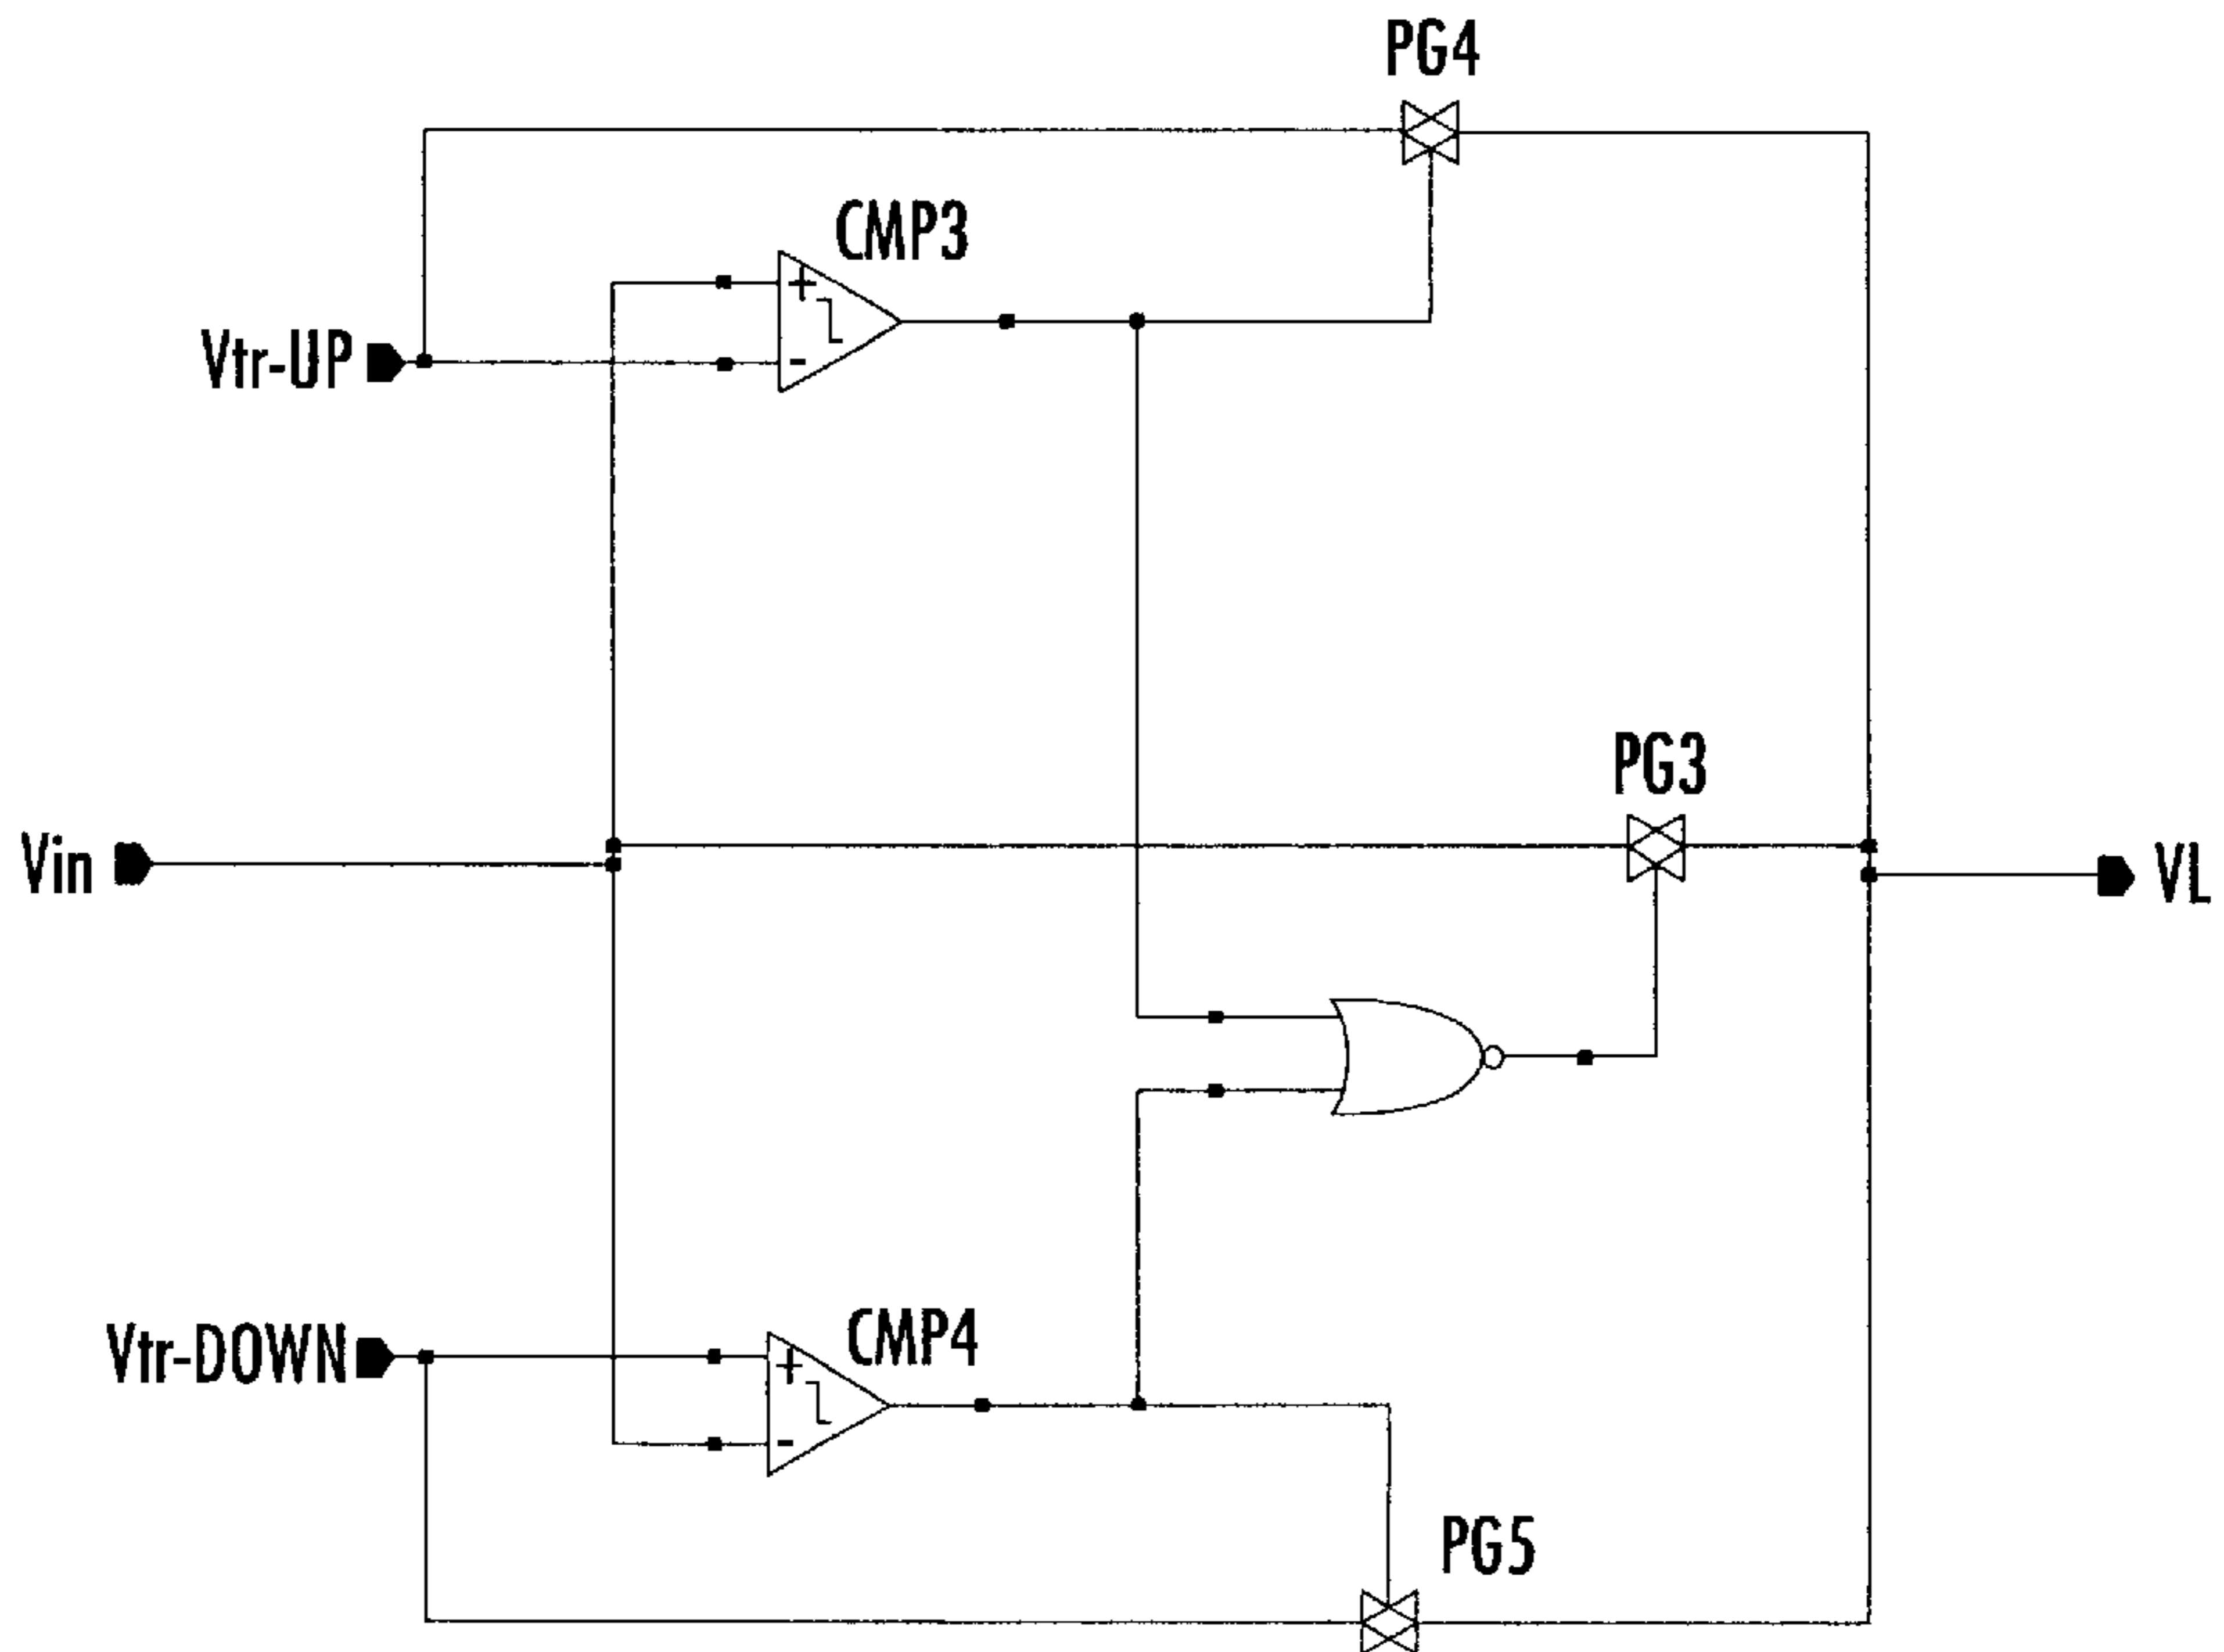 PG4
CMP3
+
-
Vtr-UP
PG3
Vin
VL
Vtr-DOWN
CMP4
+
-
PG5